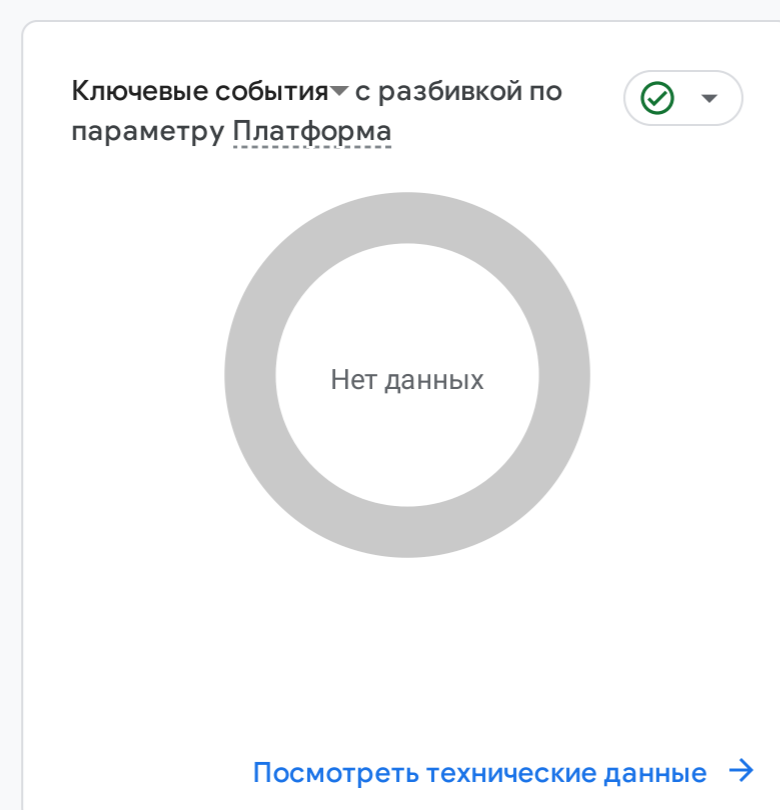 Ключевые события с разбивкой по
параметру Платформа
Нет данных
Посмотреть технические данные